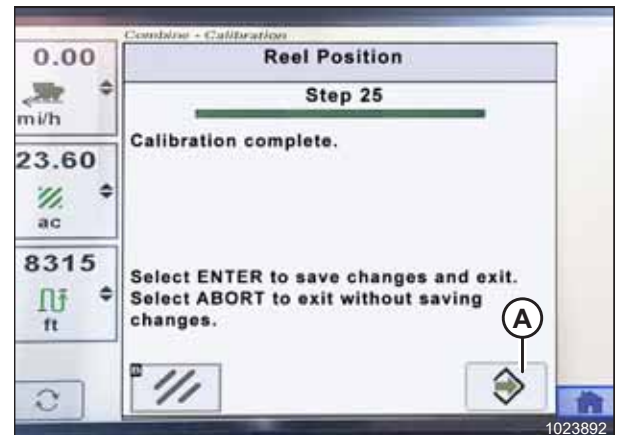 Combine - Calibration
0.00
mi/h
23.60
ac
8315
ft
Reel Position
Step 25
Calibration complete.
Select ENTER to save changes and exit.
Select ABORT to exit without saving
changes.
A
1023892